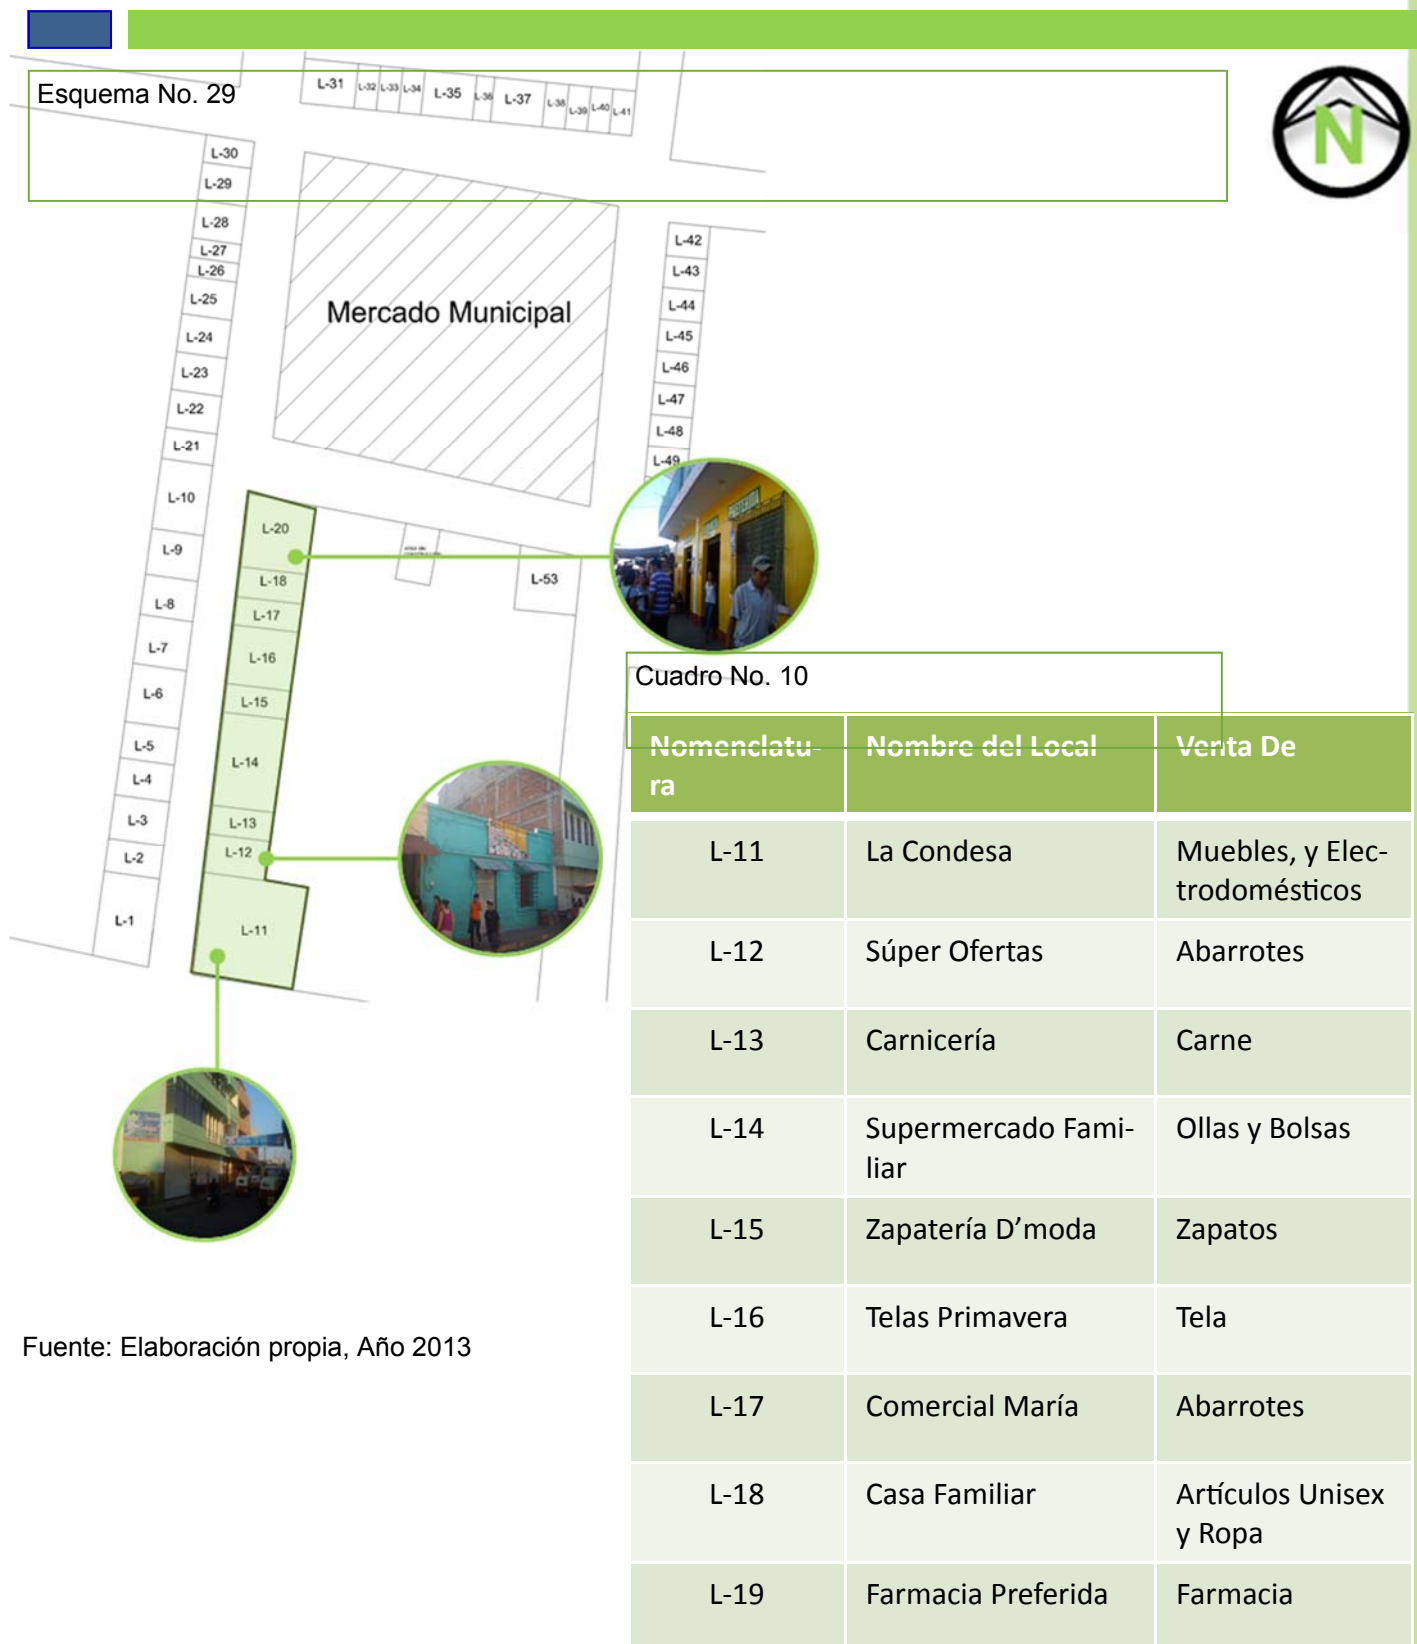 Esquema No. 29
N
L-31
L-32
L-33
L-34
L-35
L-36
L-37
L-38
L-39
L-40
L-41
L-30
L-29
L-28
L-27
L-26
L-25
L-24
L-23
L-22
L-21
L-10
L-9
L-8
L-7
L-6
L-5
L-4
L-3
L-2
L-1
Mercado Municipal
L-42
L-43
L-44
L-45
L-46
L-47
L-48
L-49
L-20
L-18
L-17
L-16
L-15
L-14
L-13
L-12
L-11
L-53
PREFERIDA
Cuadro No. 10
Nomenclatu-
ra
Nombre del Local
Venta De
L-11
La Condesa
Muebles, y Elec-
trodomésticos
L-12
Súper Ofertas
Abarrotes
L-13
Carnicería
Carne
L-14
Supermercado Fami-
liar
Ollas y Bolsas
L-15
Zapatería D’moda
Zapatos
L-16
Telas Primavera
Tela
L-17
Comercial María
Abarrotes
L-18
Casa Familiar
Artículos Unisex
y Ropa
L-19
Farmacia Preferida
Farmacia
Fuente: Elaboración propia, Año 2013